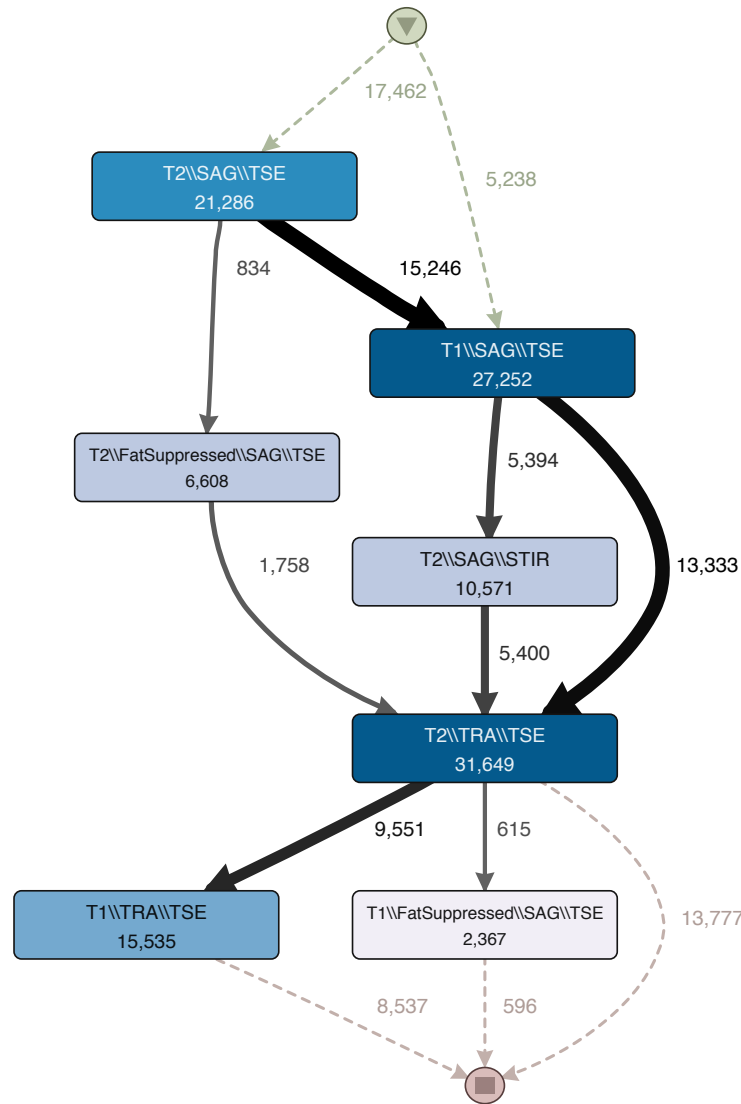 17,462
5,238
T2\\SAG\\TSE
21,286
834
15,246
T1\\SAG\\TSE
27,252
T2\\FatSuppressed\\SAG\\TSE
6,608
5,394
13,333
1,758
T2\\SAG\\STIR
10,571
5,400
T2\\TRA\\TSE
31,649
9,551
615
13,777
T1\\TRA\\TSE
15,535
T1\\FatSuppressed\\SAG\\TSE
2,367
8,537
596